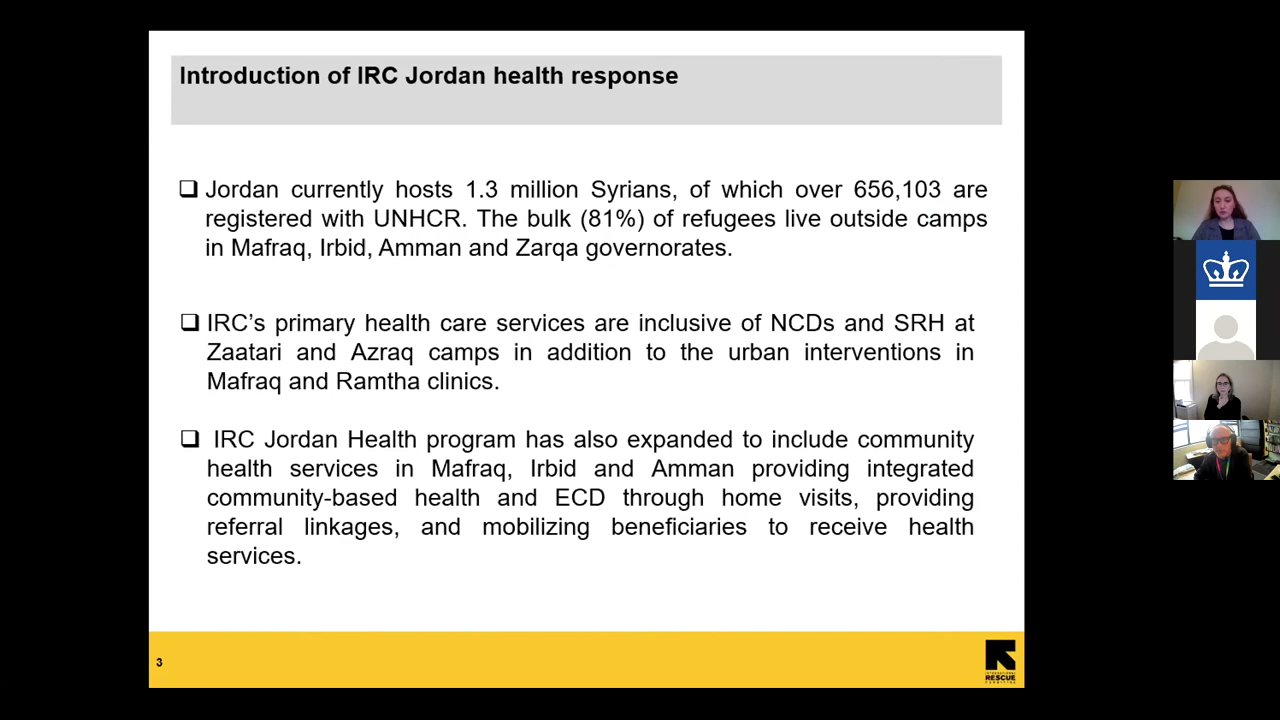 Introduction of IRC Jordan health response
Jordan currently hosts 1.3 million Syrians, of which over 656,103 are
registered with UNHCR. The bulk (81%) of refugees live outside camps
in Mafraq, Irbid, Amman and Zarqa governorates.
IRC’s primary health care services are inclusive of NCDs and SRH at
Zaatari and Azraq camps in addition to the urban interventions in
Mafraq and Ramtha clinics.
IRC Jordan Health program has also expanded to include community
health services in Mafraq, Irbid and Amman providing integrated
community-based health and ECD through home visits, providing
referral linkages, and mobilizing beneficiaries to receive health
services.
3
INTERNATIONAL
RESCUE
COMMITTEE